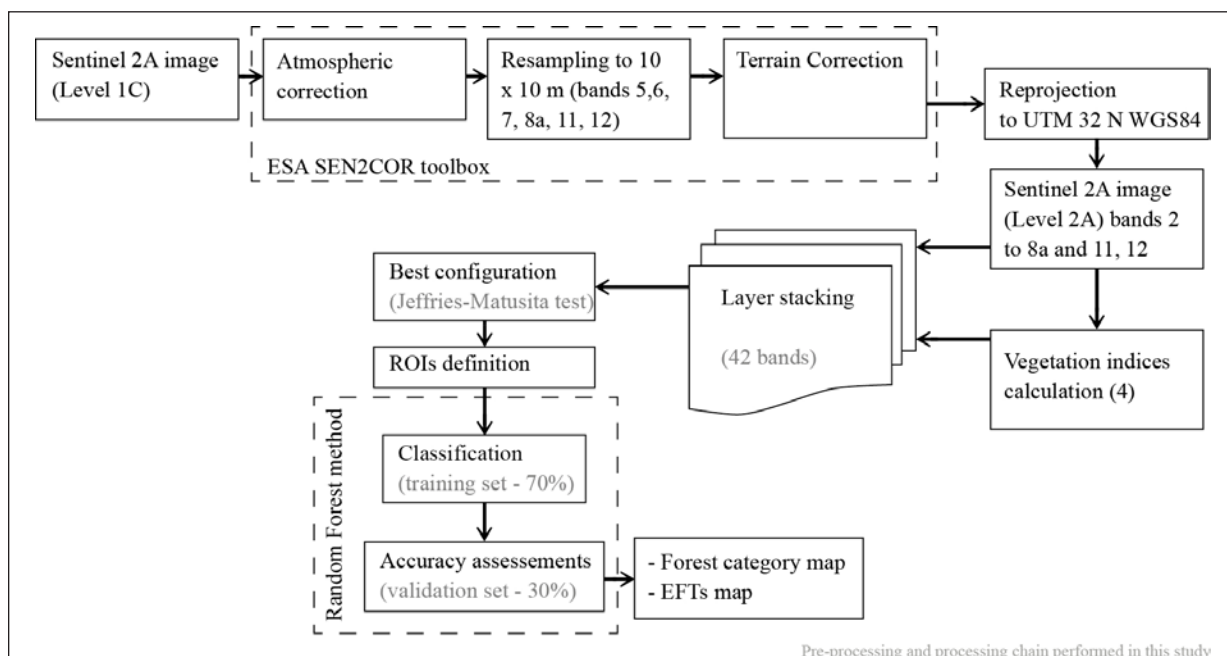 Sentinel 2A image
(Level 1C)
Atmospheric
correction
Resampling to 10
x 10 m (bands 5,6,
7, 8a, 11, 12)
Terrain Correction
ESA SEN2COR toolbox
Reprojection
to UTM 32 N WGS84
Sentinel 2A image
(Level 2A) bands 2
to 8a and 11, 12
Vegetation indices
calculation (4)
Layer stacking
(42 bands)
Best configuration
(Jeffries-Matusita test)
ROIs definition
Random Forest method
Classification
(training set - 70%)
Accuracy assessements
(validation set - 30%)
- Forest category map
- EFTs map
Pre-processing and processing chain performed in this study